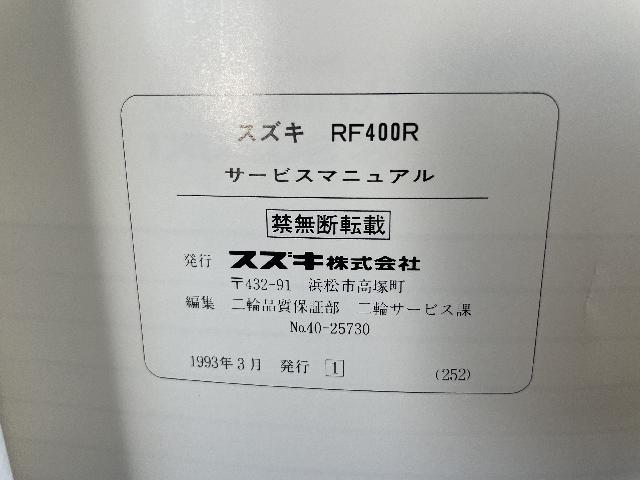 スズキ RF400R
サービスマニュアル
禁無断転載
発行 スズキ株式会社
〒432-91 浜松市高塚町
編集 二輪品質保証部 二輪サービス課
No.40-25730
1993年3月 発行 1
(252)